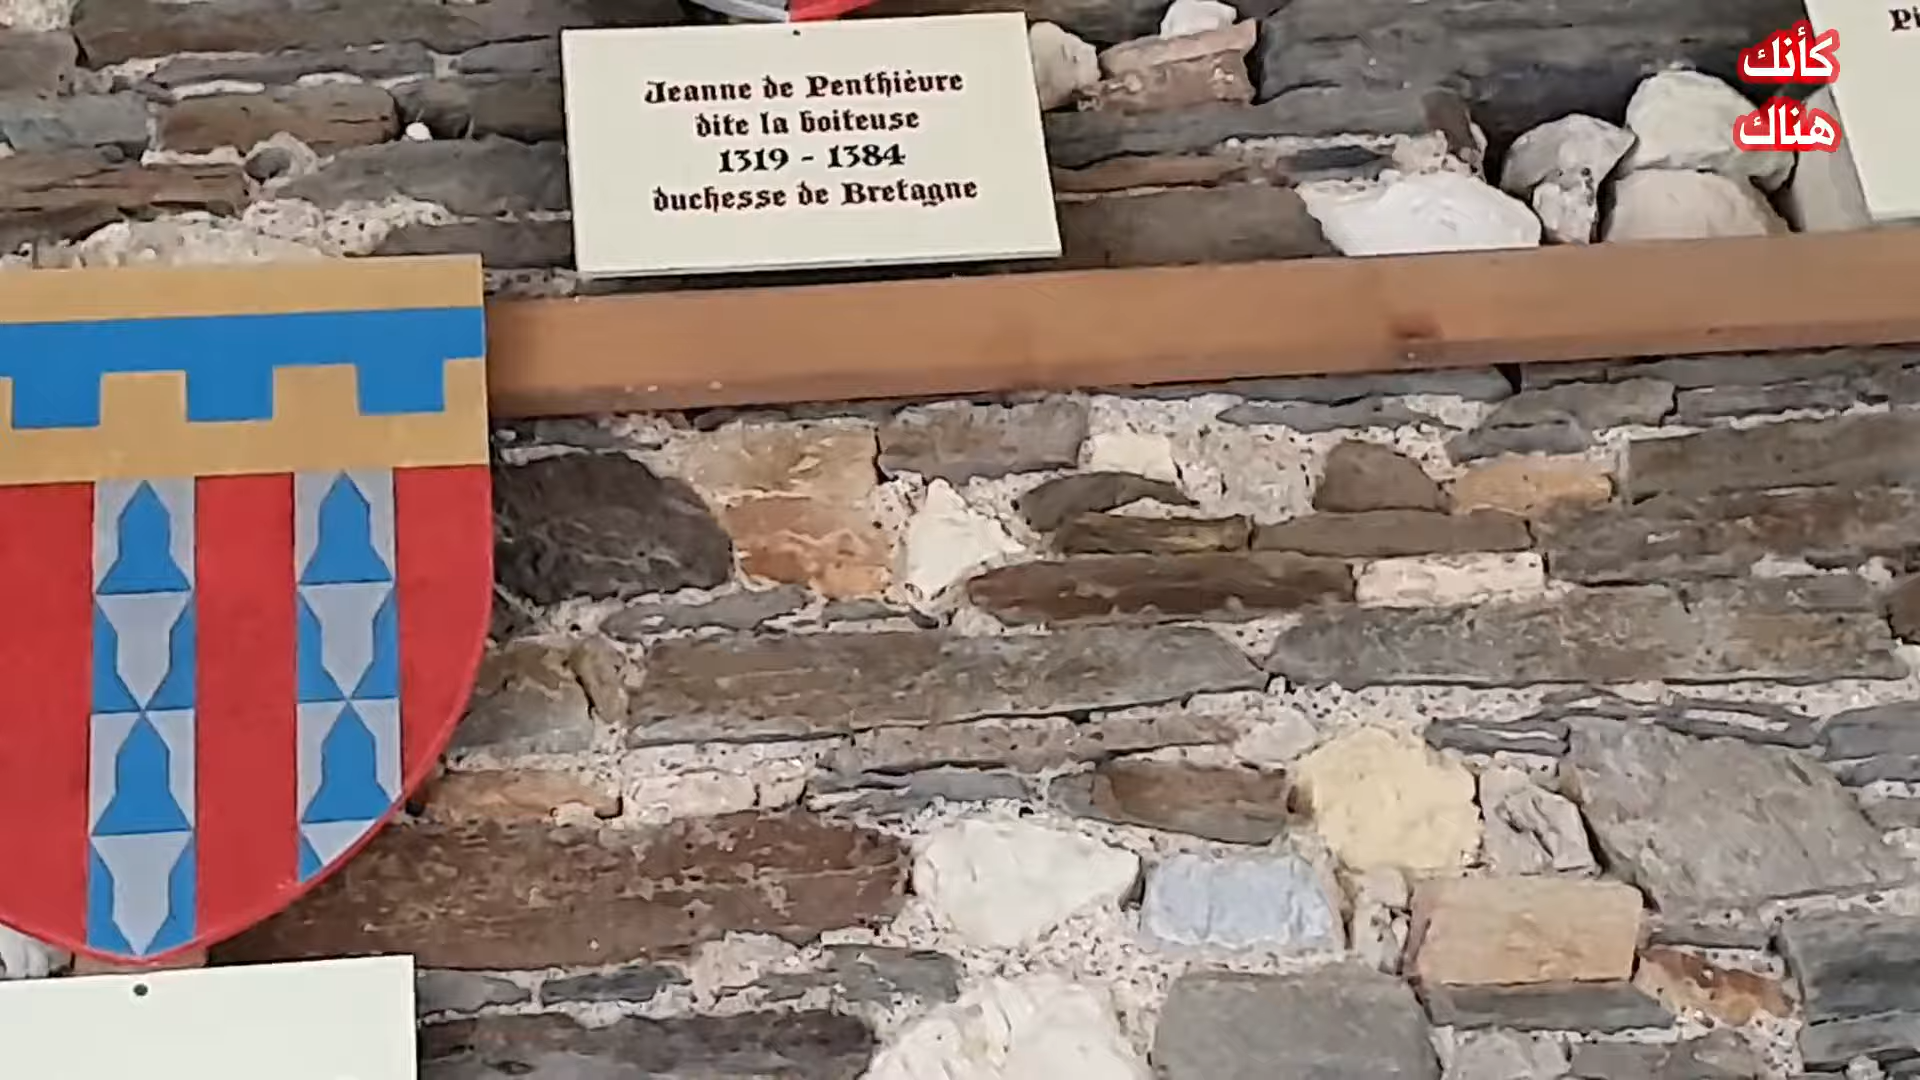 Jeanne de Penthièvre
dite la boiteuse
1319 - 1384
duchesse de Bretagne
كأنك
هناك